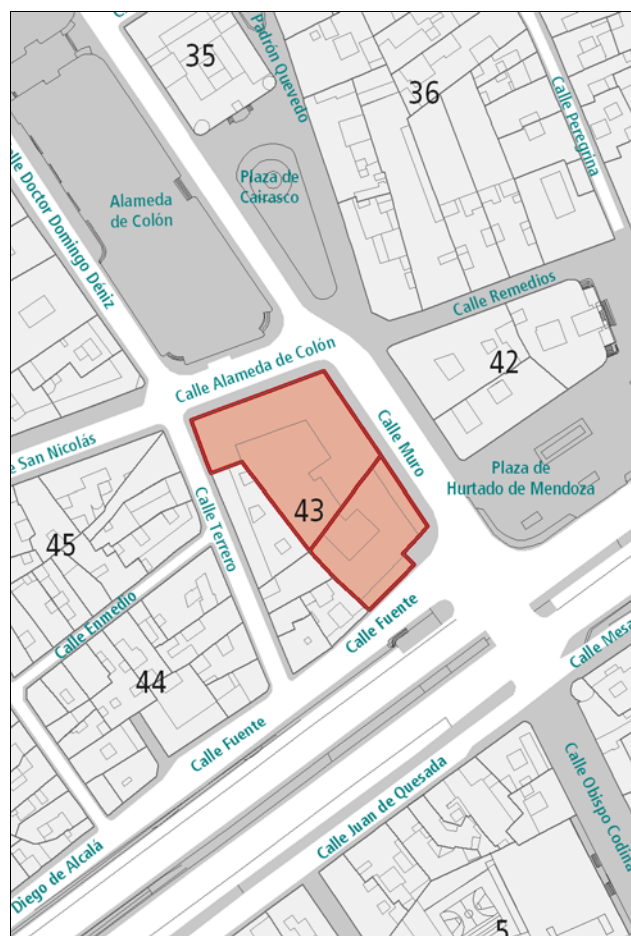 35
Padrón Quevedo
36
Calle Peregrina
Plaza de
Cairasco
Alameda
de Colón
Calle Doctor Domingo Déniz
Calle Remedios
Calle Alameda de Colón
42
Calle Muro
San Nicolás
Plaza de
Hurtado de Mendoza
Calle Terrero
43
45
Calle Enmedio
Calle Fuente
44
Calle Mesa
Calle Fuente
Calle Juan de Quesada
Calle Obispo Codina
Diego de Alcalá
5